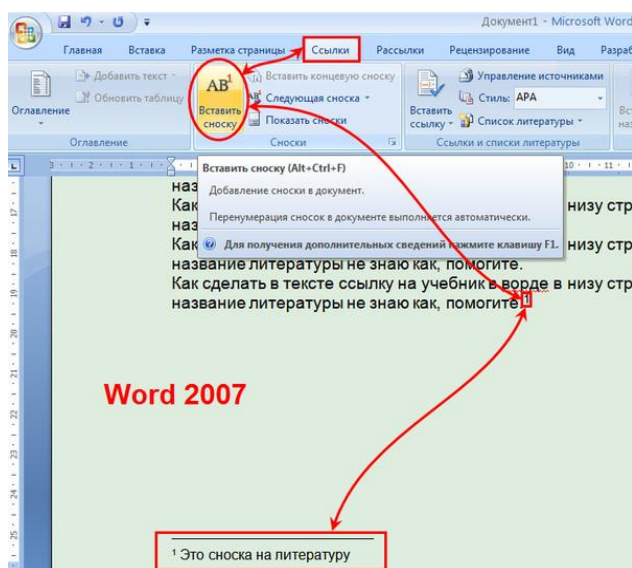 Документ1 - Microsoft Word
Главная Вставка Разметка страницы Ссылки Рассылки Рецензирование Вид Разраб
Оглавление
Добавить текст
Обновить таблицу
Оглавление
AB¹
Вставить сноску
Вставить концевую сноску
Следующая сноска
Показать сноски
Сноски
Вставить ссылку
Управление источниками
Стиль: APA
Список литературы
Ссылки и списки литературы
Вставить сноску (Alt+Ctrl+F)
Добавление сноски в документ.
Перенумерация сносок в документе выполняется автоматически.
Для получения дополнительных сведений нажмите клавишу F1.
наз
Как низу стр
наз
Как низу стр
название литературы не знаю как, помогите.
Как сделать в тексте ссылку на учебник в ворде в низу стр
название литературы не знаю как, помогите.¹
Word 2007
¹ Это сноска на литературу